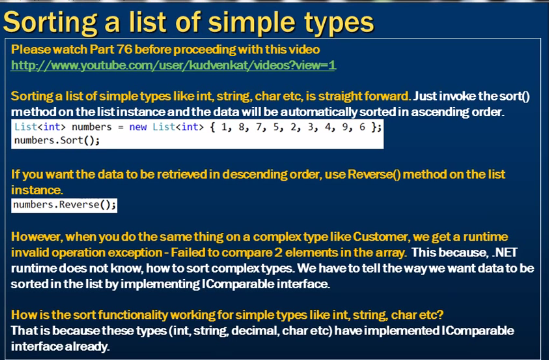 Sorting a list of simple types
Please watch Part 76 before proceeding with this video
http://www.youtube.com/user/kudvenkat/videos?view=1
Sorting a list of simple types like int, string, char etc, is straight forward. Just invoke the sort()
method on the list instance and the data will be automatically sorted in ascending order.
List<int> numbers = new List<int> { 1, 8, 7, 5, 2, 3, 4, 9, 6 };
numbers.Sort();
If you want the data to be retrieved in descending order, use Reverse() method on the list
instance.
numbers.Reverse();
However, when you do the same thing on a complex type like Customer, we get a runtime
invalid operation exception - Failed to compare 2 elements in the array. This because, .NET
runtime does not know, how to sort complex types. We have to tell the way we want data to be
sorted in the list by implementing IComparable interface.
How is the sort functionality working for simple types like int, string, char etc?
That is because these types (int, string, decimal, char etc) have implemented IComparable
interface already.